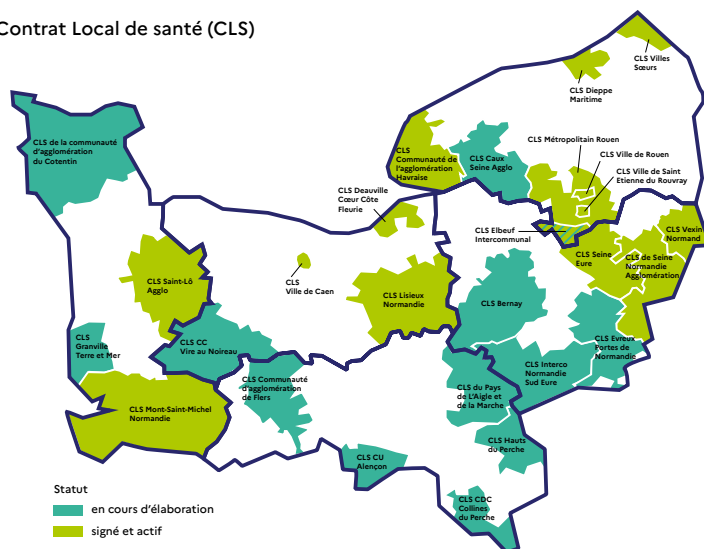 Contrat Local de santé (CLS)
CLS Villes
Sœurs
CLS Dieppe
Maritime
CLS de la communauté
d'agglomération
du Cotentin
CLS
Communauté de
l'agglomération
Havraise
CLS Caux
Seine Agglo
CLS Métropolitain Rouen
CLS Ville de Rouen
CLS Ville de Saint
Etienne du Rouvray
CLS Deauville
Cœur Côte
Fleurie
CLS Elbeuf
Intercommunal
CLS Vexin
Normand
CLS Seine
Eure
CLS de Seine
Normandie
Agglomération
CLS Saint-Lô
Agglo
CLS
Ville de Caen
CLS Lisieux
Normandie
CLS Bernay
CLS
Granville
Terre et Mer
CLS CC
Vire au Noireau
CLS Evreux
Portes de
Normandie
CLS Interco
Normandie
Sud Eure
CLS Communauté
d'agglomération
de Flers
CLS du Pays
de L'Aigle et
de la Marche
CLS Mont-Saint-Michel
Normandie
CLS Hauts
du Perche
CLS CU
Alençon
CLS CDC
Collines
du Perche
Statut
en cours d'élaboration
signé et actif